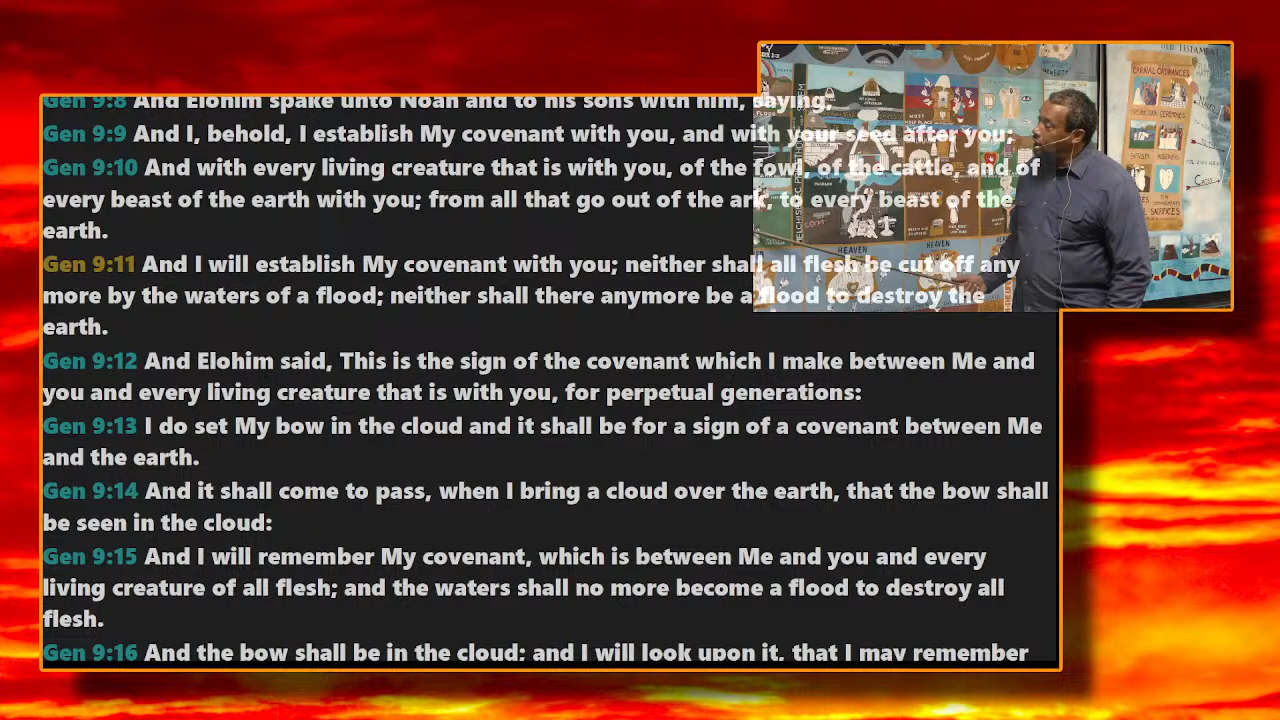 Gen 9:8 And Elohim spake unto Noah and to his sons with him, saying,
Gen 9:9 And I, behold, I establish My covenant with you, and with your seed after you;
Gen 9:10 And with every living creature that is with you, of the fowl, of the cattle, and of
every beast of the earth with you; from all that go out of the ark, to every beast of the
earth.
Gen 9:11 And I will establish My covenant with you; neither shall all flesh be cut off any
more by the waters of a flood; neither shall there anymore be a flood to destroy the
earth.
Gen 9:12 And Elohim said, This is the sign of the covenant which I make between Me and
you and every living creature that is with you, for perpetual generations:
Gen 9:13 I do set My bow in the cloud and it shall be for a sign of a covenant between Me
and the earth.
Gen 9:14 And it shall come to pass, when I bring a cloud over the earth, that the bow shall
be seen in the cloud:
Gen 9:15 And I will remember My covenant, which is between Me and you and every
living creature of all flesh; and the waters shall no more become a flood to destroy all
flesh.
Gen 9:16 And the bow shall be in the cloud; and I will look upon it, that I may remember
OLD TESTAMENT
CARNAL ORDINANCES
HEAVEN
HEAVEN